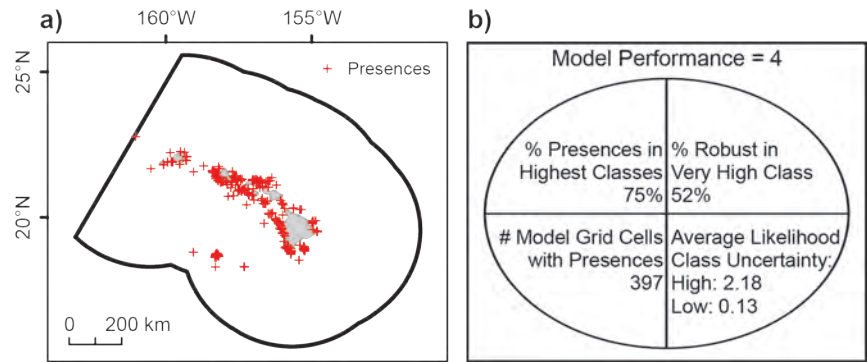 a)
160°W
155°W
25°N
20°N
+ Presences
0 200 km
b)
Model Performance = 4
% Presences in
Highest Classes
75%
% Robust in
Very High Class
52%
# Model Grid Cells
with Presences
397
Average Likelihood
Class Uncertainty:
High: 2.18
Low: 0.13